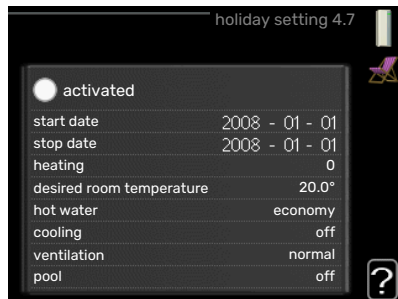 holiday setting 4.7
activated
start date 2008 - 01 - 01
stop date 2008 - 01 - 01
heating 0
desired room temperature 20.0°
hot water economy
cooling off
ventilation normal
pool off
?